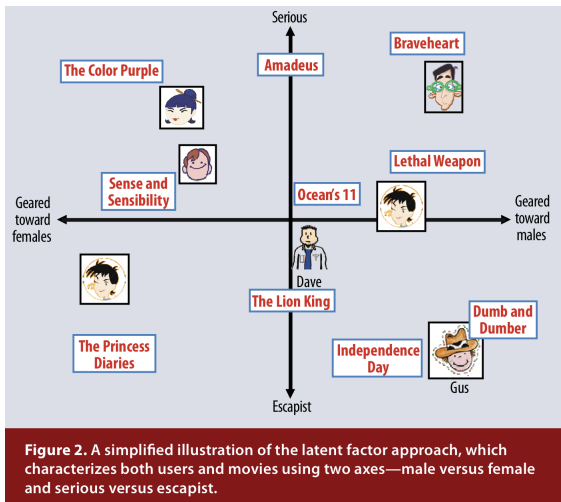 Serious
Braveheart
Amadeus
The Color Purple
Lethal Weapon
Sense and
Sensibility
Ocean's 11
Geared
toward
females
Geared
toward
males
Dave
The Lion King
Dumb and
Dumber
The Princess
Diaries
Independence
Day
Gus
Escapist
Figure 2. A simplified illustration of the latent factor approach, which
characterizes both users and movies using two axes—male versus female
and serious versus escapist.